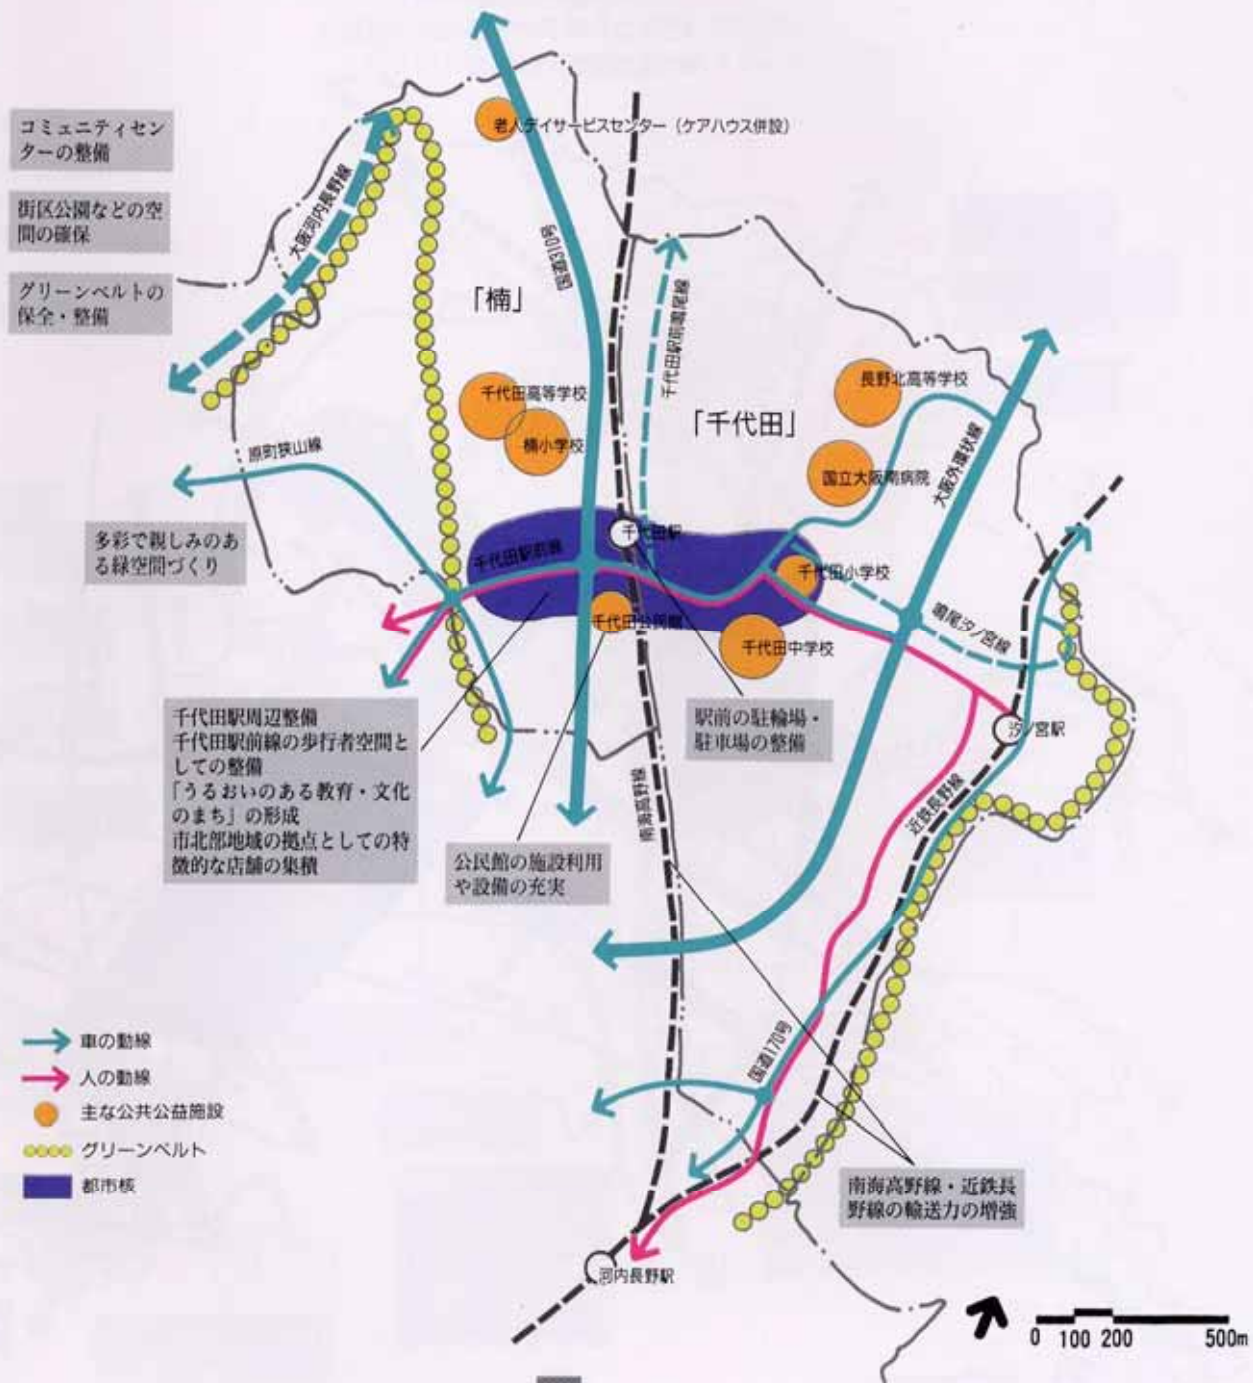 老人デイサービスセンター（ケアハウス併設）
コミュニティセン
ターの整備
街区公園などの空
間の確保
グリーンベルトの
保全・整備
大阪河内長野線
国道310号
「楠」
千代田駅前鳴尾線
千代田高等学校
楠小学校
「千代田」
長野北高等学校
国立大阪南病院
大阪外環状線
原町狭山線
多彩で親しみのあ
る緑空間づくり
千代田駅
千代田駅前線
千代田小学校
千代田公民館
千代田中学校
鳴尾汐ノ宮線
汐ノ宮駅
千代田駅周辺整備
千代田駅前線の歩行者空間と
しての整備
「うるおいのある教育・文化
のまち」の形成
市北部地域の拠点としての特
徴的な店舗の集積
駅前の駐輪場・
駐車場の整備
公民館の施設利用
や設備の充実
南海高野線
近鉄長野線
国道170号
車の動線
人の動線
主な公共公益施設
グリーンベルト
都市核
南海高野線・近鉄長
野線の輸送力の増強
河内長野駅
0 100 200 500m